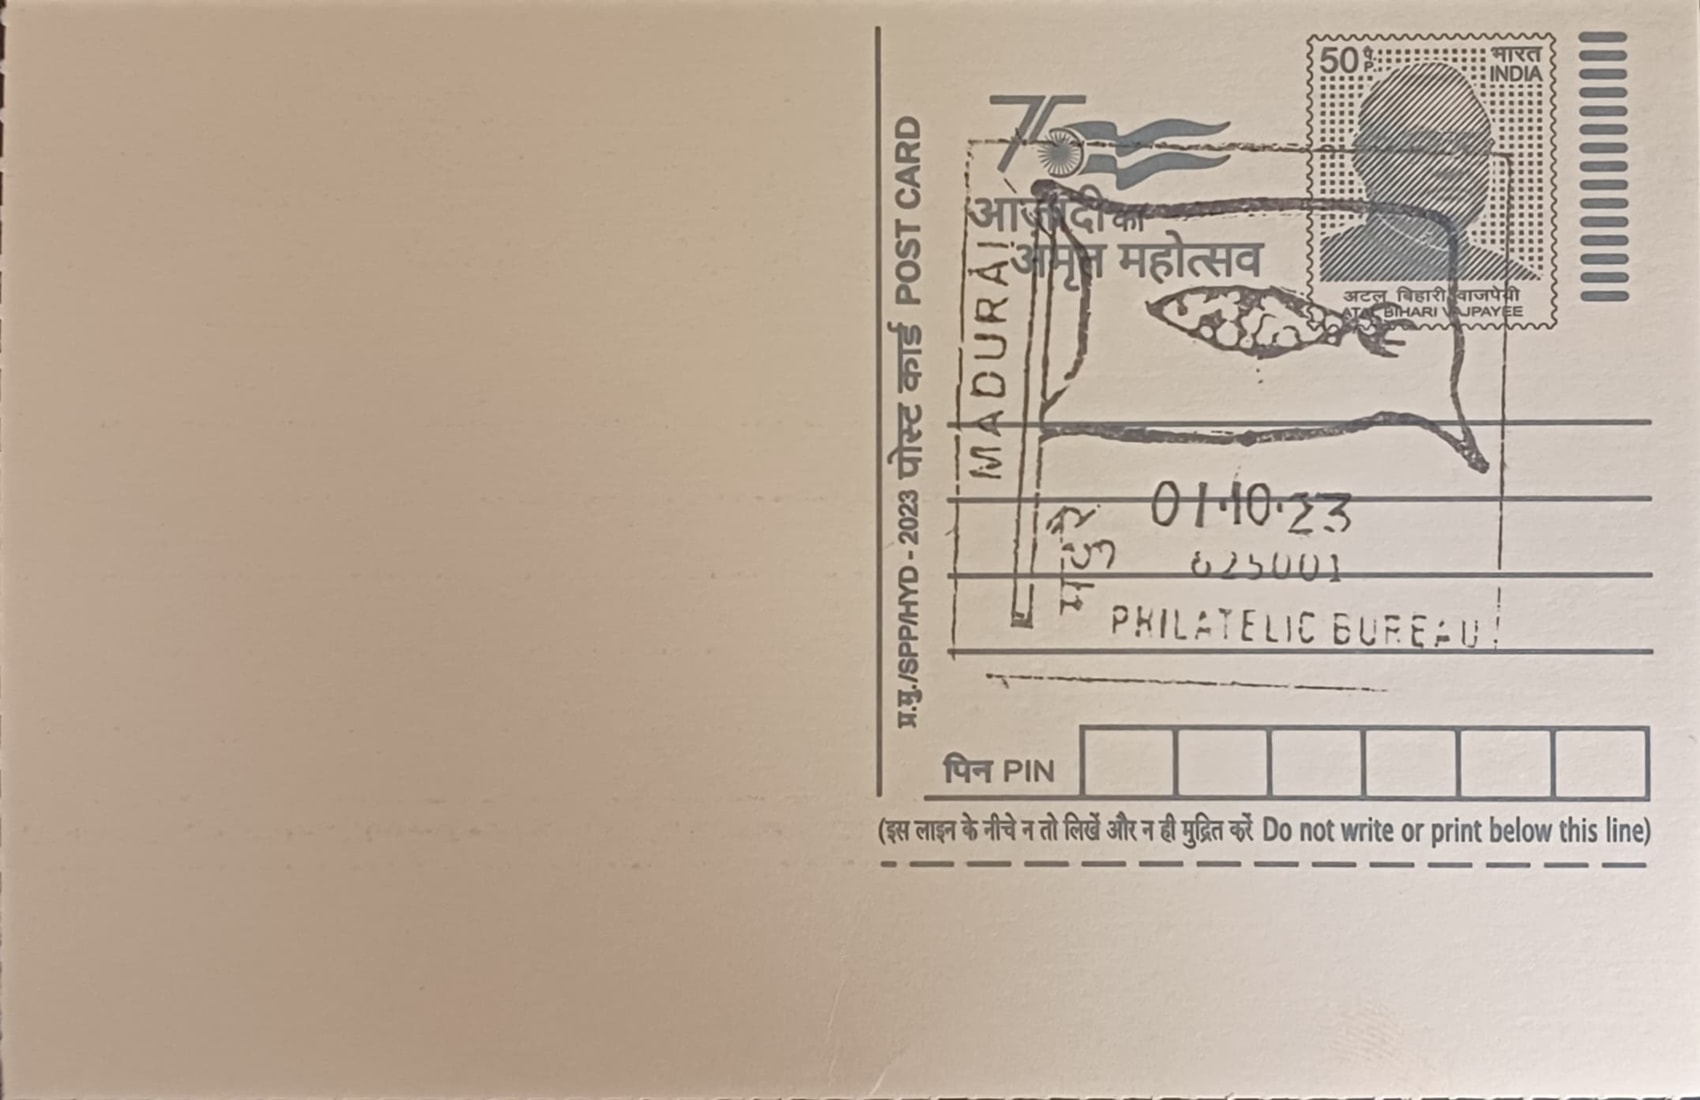 प्र.मु./SPP/HYD - 2023 पोस्ट कार्ड POST CARD
75
आज़ादी का
अमृत महोत्सव
50 पै. P.
भारत
INDIA
अटल बिहारी वाजपेयी
ATAL BIHARI VAJPAYEE
MADURAI
मदुरै
01.10.23
625001
PHILATELIC BUREAU
पिन PIN
(इस लाइन के नीचे न तो लिखें और न ही मुद्रित करें Do not write or print below this line)